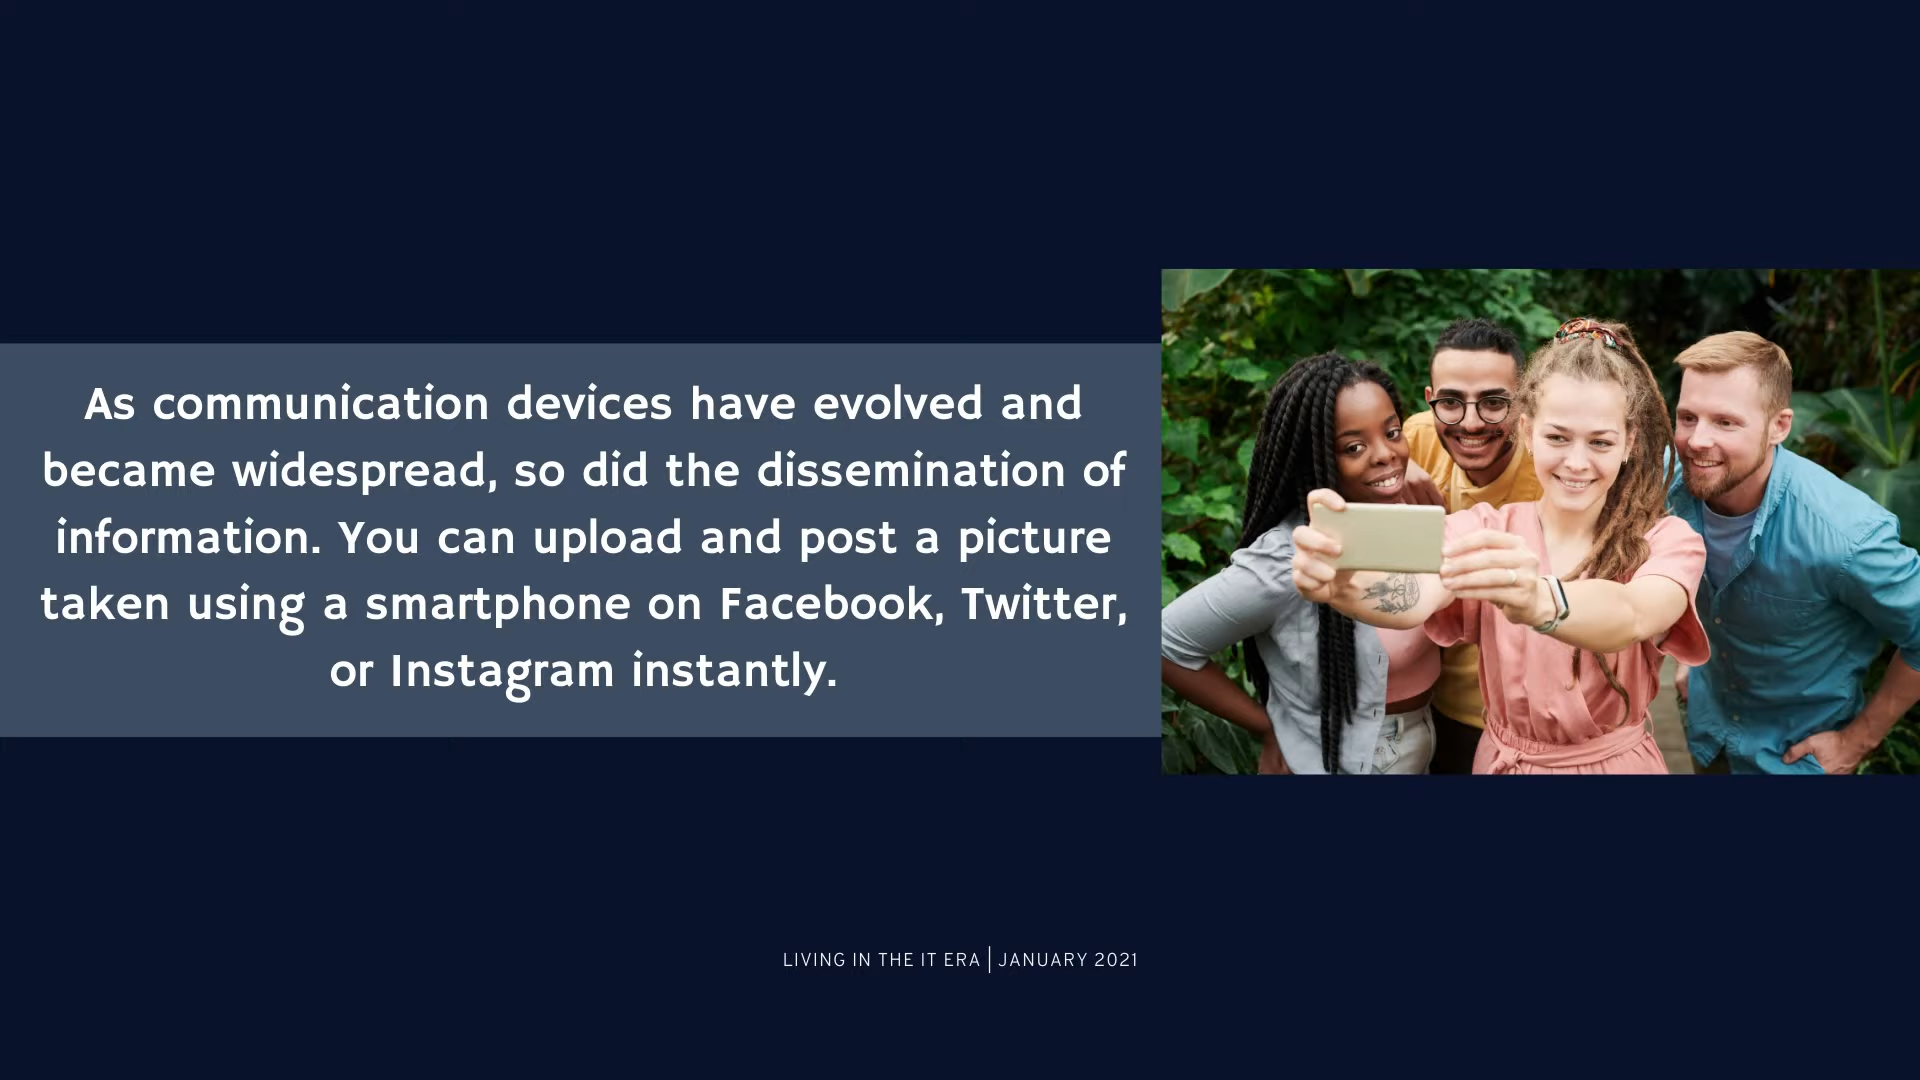 As communication devices have evolved and
became widespread, so did the dissemination of
information. You can upload and post a picture
taken using a smartphone on Facebook, Twitter,
or Instagram instantly.
LIVING IN THE IT ERA | JANUARY 2021